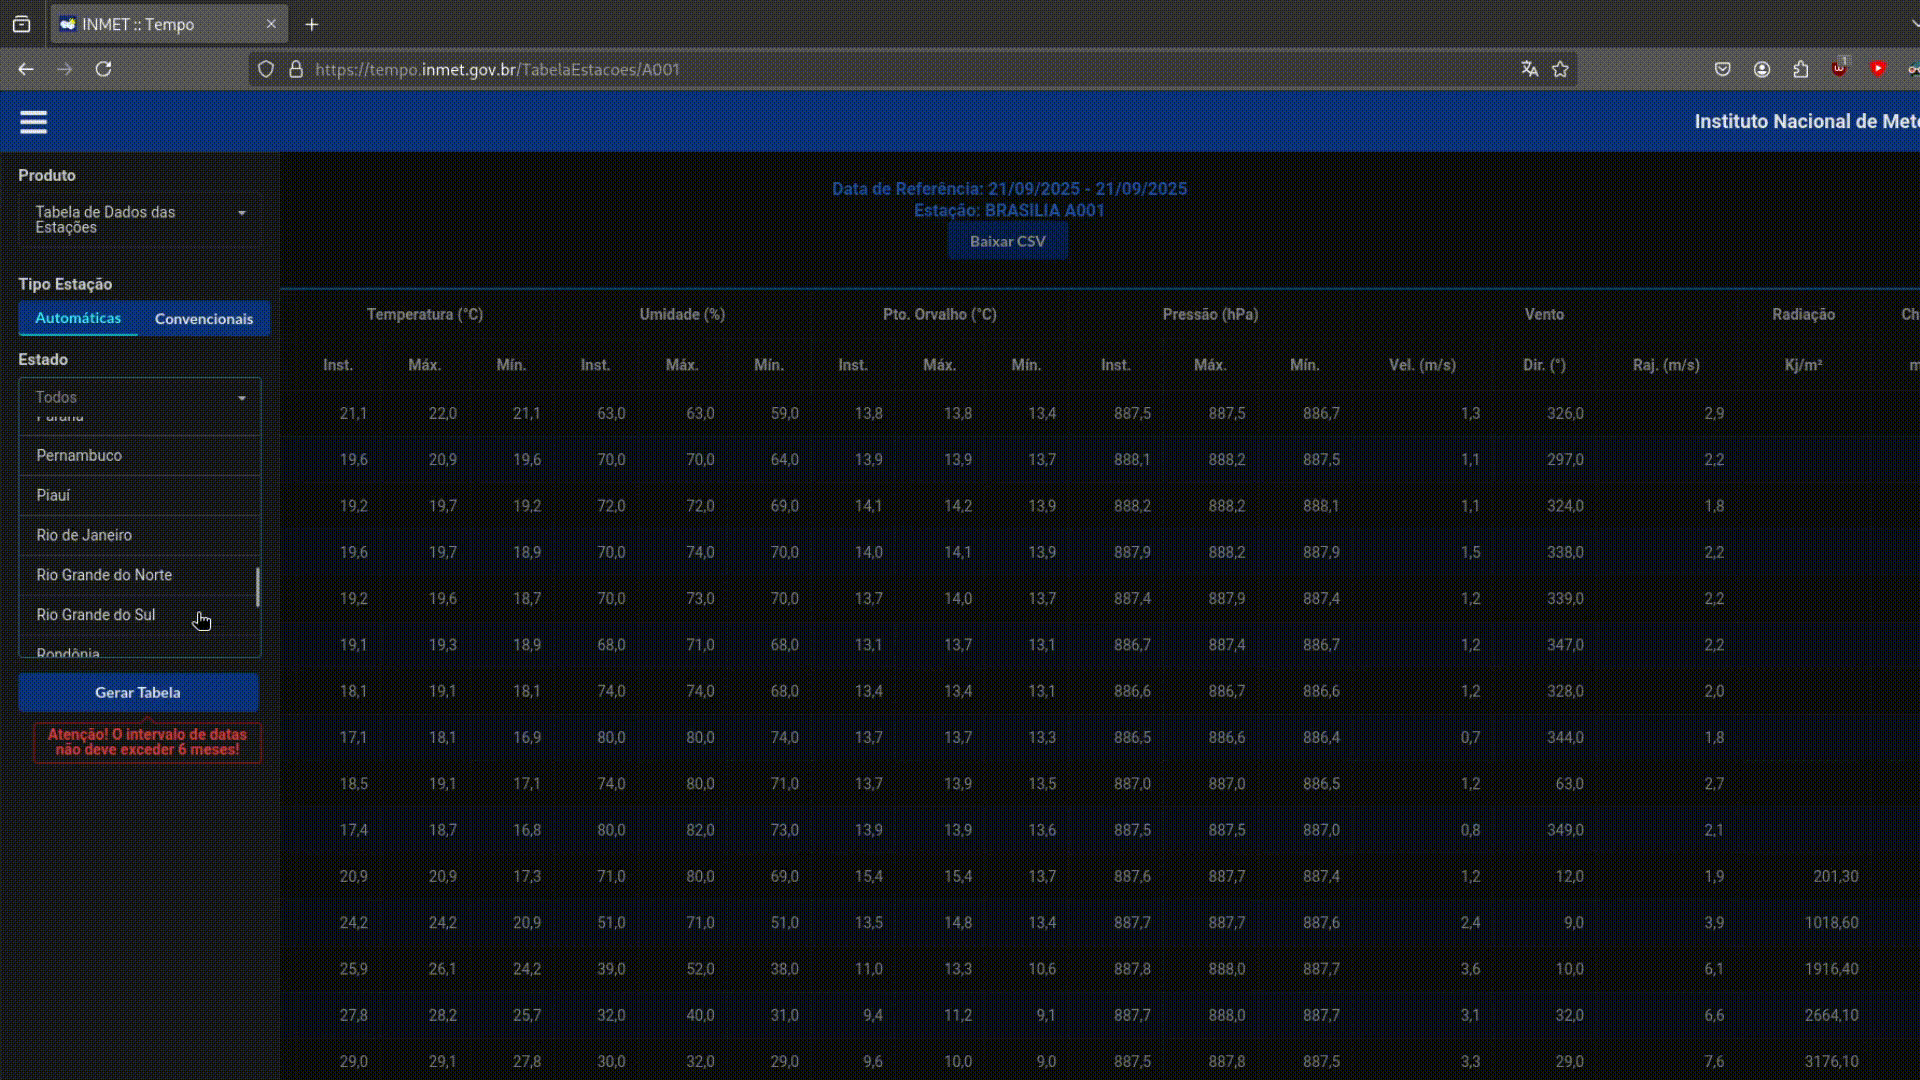 INMET :: Tempo
https://tempo.inmet.gov.br/TabelaEstacoes/A001
1
Instituto Nacional de Mete
Produto
Tabela de Dados das
Estações
Tipo Estação
Automáticas Convencionais
Estado
Todos
Paraná
Pernambuco
Piauí
Rio de Janeiro
Rio Grande do Norte
Rio Grande do Sul
Rondônia
Gerar Tabela
Atenção! O intervalo de datas
não deve exceder 6 meses!
Data de Referência: 21/09/2025 - 21/09/2025
Estação: BRASILIA A001
Baixar CSV
Temperatura (°C) Umidade (%) Pto. Orvalho (°C) Pressão (hPa) Vento Radiação Ch
Inst. Máx. Mín. Inst. Máx. Mín. Inst. Máx. Mín. Inst. Máx. Mín. Vel. (m/s) Dir. (°) Raj. (m/s) Kj/m² m
21,1 22,0 21,1 63,0 63,0 59,0 13,8 13,8 13,4 887,5 887,5 886,7 1,3 326,0 2,9
19,6 20,9 19,6 70,0 70,0 64,0 13,9 13,9 13,7 888,1 888,2 887,5 1,1 297,0 2,2
19,2 19,7 19,2 72,0 72,0 69,0 14,1 14,2 13,9 888,2 888,2 888,1 1,1 324,0 1,8
19,6 19,7 18,9 70,0 74,0 70,0 14,0 14,1 13,9 887,9 888,2 887,9 1,5 338,0 2,2
19,2 19,6 18,7 70,0 73,0 70,0 13,7 14,0 13,7 887,4 887,9 887,4 1,2 339,0 2,2
19,1 19,3 18,9 68,0 71,0 68,0 13,1 13,7 13,1 886,7 887,4 886,7 1,2 347,0 2,2
18,1 19,1 18,1 74,0 74,0 68,0 13,4 13,4 13,1 886,6 886,7 886,6 1,2 328,0 2,0
17,1 18,1 16,9 80,0 80,0 74,0 13,7 13,7 13,3 886,5 886,6 886,4 0,7 344,0 1,8
18,5 19,1 17,1 74,0 80,0 71,0 13,7 13,9 13,5 887,0 887,0 886,5 1,2 63,0 2,7
17,4 18,7 16,8 80,0 82,0 73,0 13,9 13,9 13,6 887,5 887,5 887,0 0,8 349,0 2,1
20,9 20,9 17,3 71,0 80,0 69,0 15,4 15,4 13,7 887,6 887,7 887,4 1,2 12,0 1,9 201,30
24,2 24,2 20,9 51,0 71,0 51,0 13,5 14,8 13,4 887,7 887,7 887,6 2,4 9,0 3,9 1018,60
25,9 26,1 24,2 39,0 52,0 38,0 11,0 13,3 10,6 887,8 888,0 887,7 3,6 10,0 6,1 1916,40
27,8 28,2 25,7 32,0 40,0 31,0 9,4 11,2 9,1 887,7 888,0 887,7 3,1 32,0 6,6 2664,10
29,0 29,1 27,8 30,0 32,0 29,0 9,6 10,0 9,0 887,5 887,8 887,5 3,3 29,0 7,6 3176,10